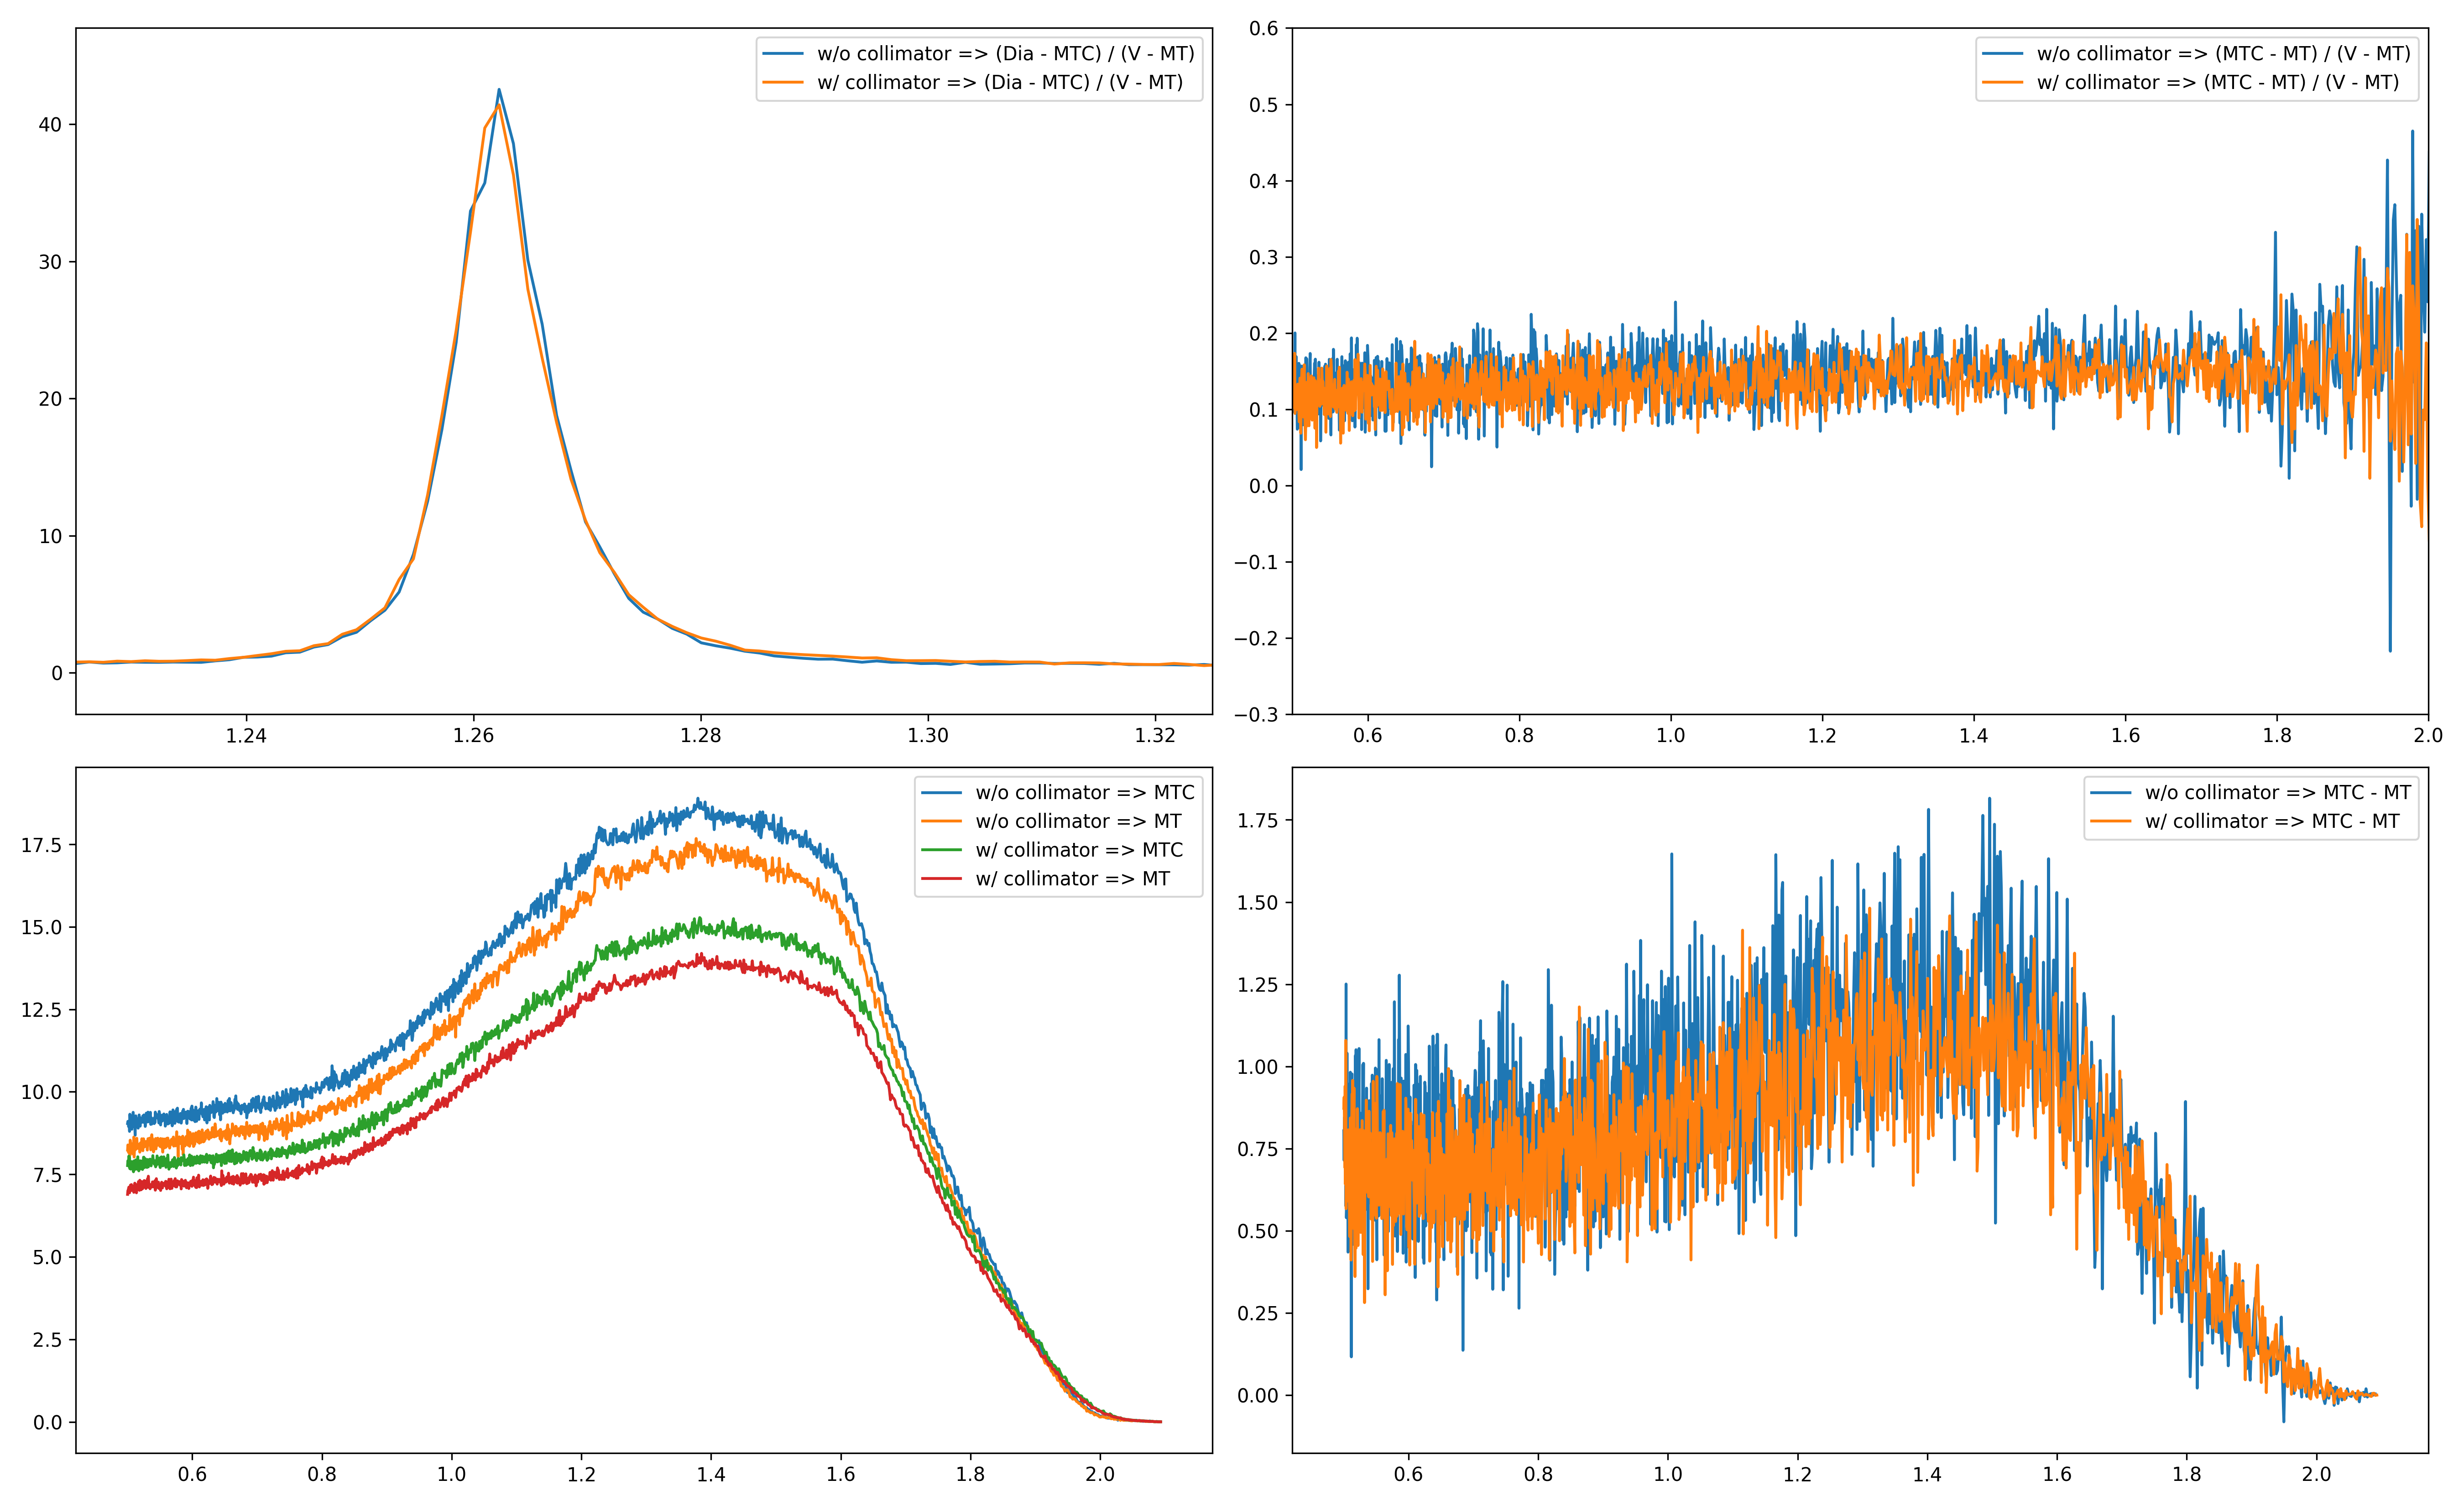 w/o collimator => (Dia - MTC) / (V - MT)
w/ collimator => (Dia - MTC) / (V - MT)
40
30
20
10
0
1.24 1.26 1.28 1.30 1.32
w/o collimator => (MTC - MT) / (V - MT)
w/ collimator => (MTC - MT) / (V - MT)
0.6
0.5
0.4
0.3
0.2
0.1
0.0
−0.1
−0.2
−0.3
0.6 0.8 1.0 1.2 1.4 1.6 1.8 2.0
w/o collimator => MTC
w/o collimator => MT
w/ collimator => MTC
w/ collimator => MT
17.5
15.0
12.5
10.0
7.5
5.0
2.5
0.0
0.6 0.8 1.0 1.2 1.4 1.6 1.8 2.0
w/o collimator => MTC - MT
w/ collimator => MTC - MT
1.75
1.50
1.25
1.00
0.75
0.50
0.25
0.00
0.6 0.8 1.0 1.2 1.4 1.6 1.8 2.0